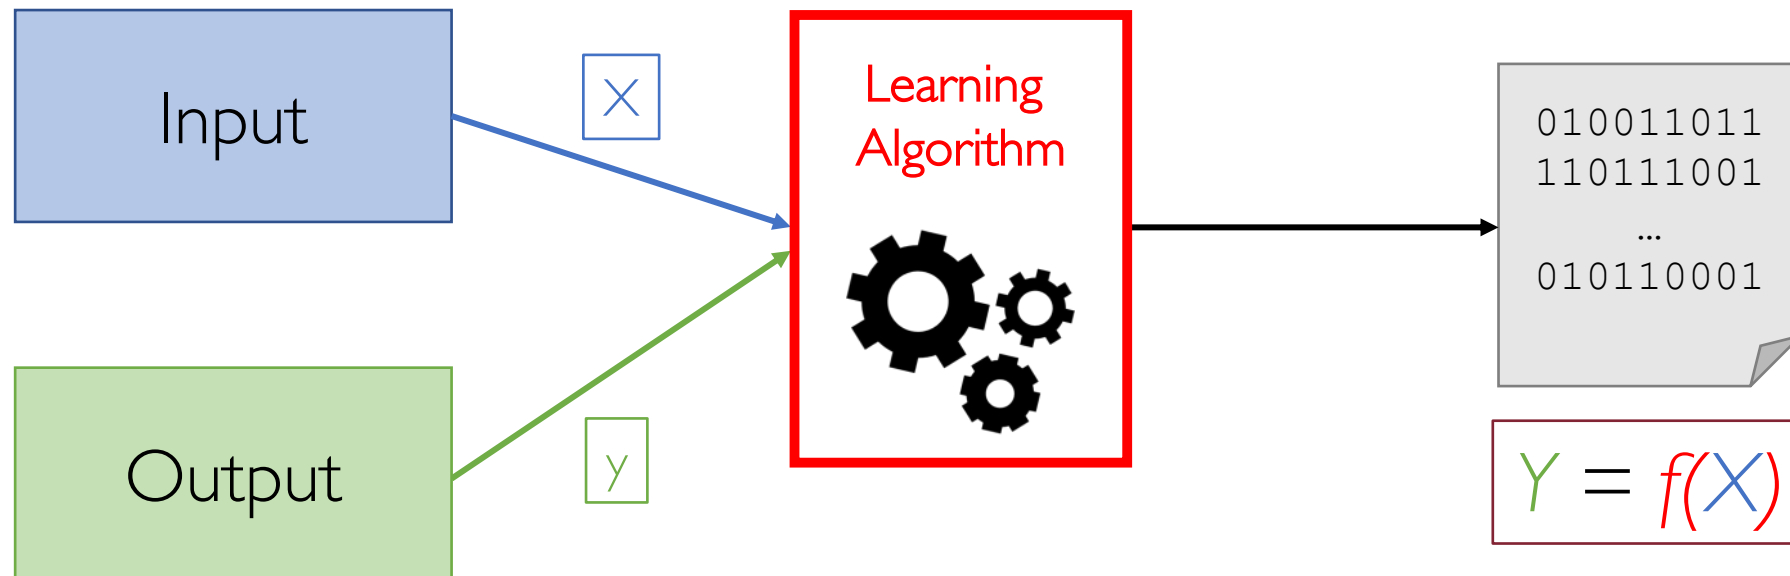 Input
X
Learning
Algorithm
010011011
110111001
...
010110001
Output
y
Y = f(X)